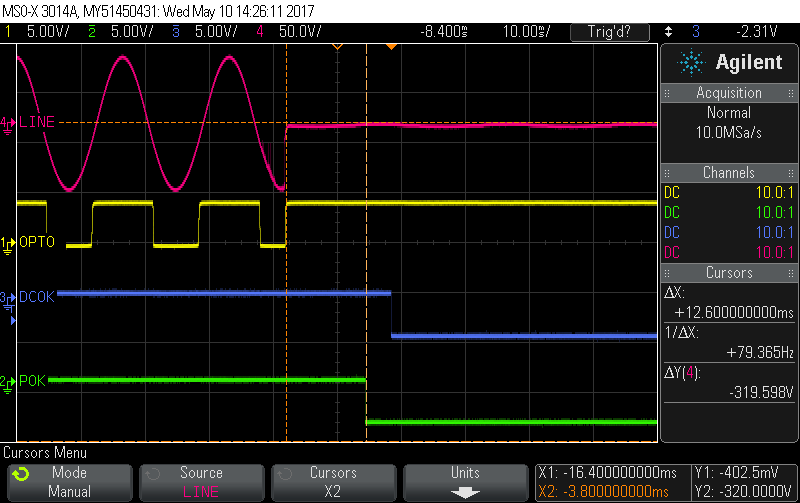 MSO-X 3014A, MY51450431: Wed May 10 14:26:11 2017
1 5.00V/ 2 5.00V/ 3 5.00V/ 4 50.0V/ -8.400ms 10.00ms/ Trig'd? 3 -2.31V
Agilent
Acquisition
Normal
10.0MSa/s
Channels
DC 10.0:1
DC 10.0:1
DC 10.0:1
DC 10.0:1
Cursors
ΔX:
+12.600000000ms
1/ΔX:
+79.365Hz
ΔY(4):
-319.598V
4 LINE
1 OPTO
3 DCOK
2 POK
Cursors Menu
Mode
Manual
Source
LINE
Cursors
X2
Units
X1: -16.400000000ms
X2: -3.800000000ms
Y1: -402.5mV
Y2: -320.0000V